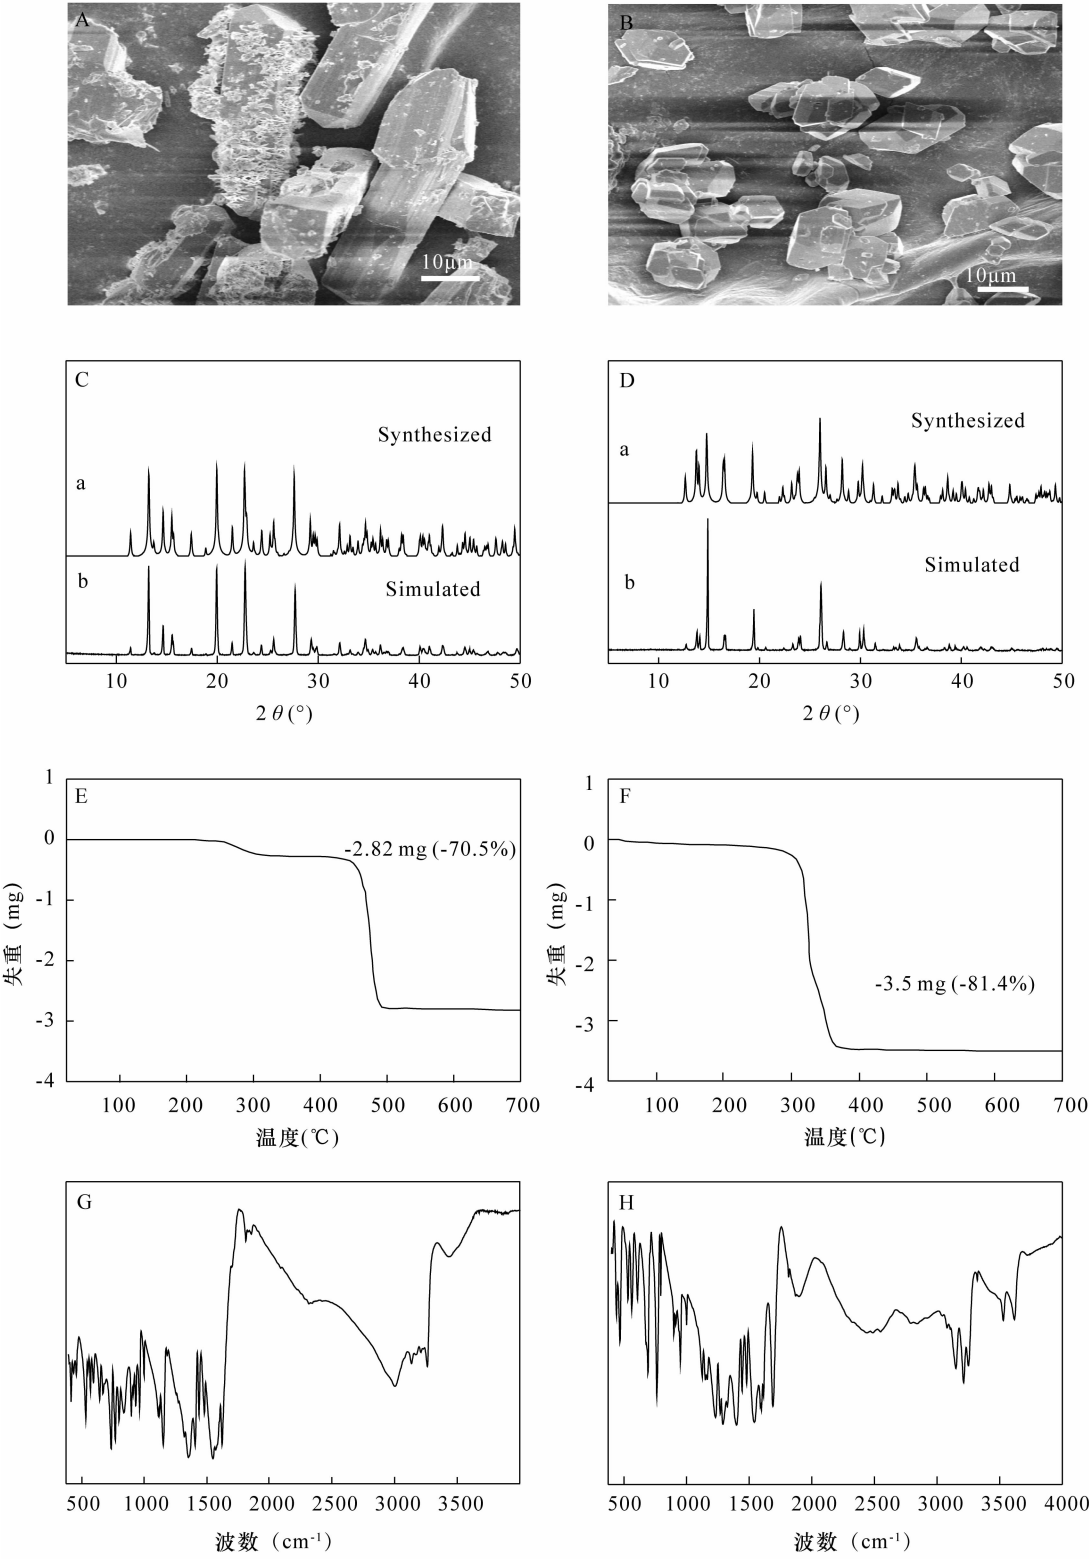 A
B
10μm
10μm
C
D
Synthesized
Synthesized
a
a
Simulated
Simulated
b
b
10 20 30 40 50
10 20 30 40 50
2θ(°)
2θ(°)
1
1
E
F
0
0
-2.82 mg (-70.5%)
-1
-1
失重 (mg)
失重 (mg)
-2
-2
-3.5 mg (-81.4%)
-3
-3
-4
-4
100 200 300 400 500 600 700
100 200 300 400 500 600 700
温度(℃)
温度(℃)
G
H
500 1000 1500 2000 2500 3000 3500
500 1000 1500 2000 2500 3000 3500 4000
波数（cm-1）
波数（cm-1）